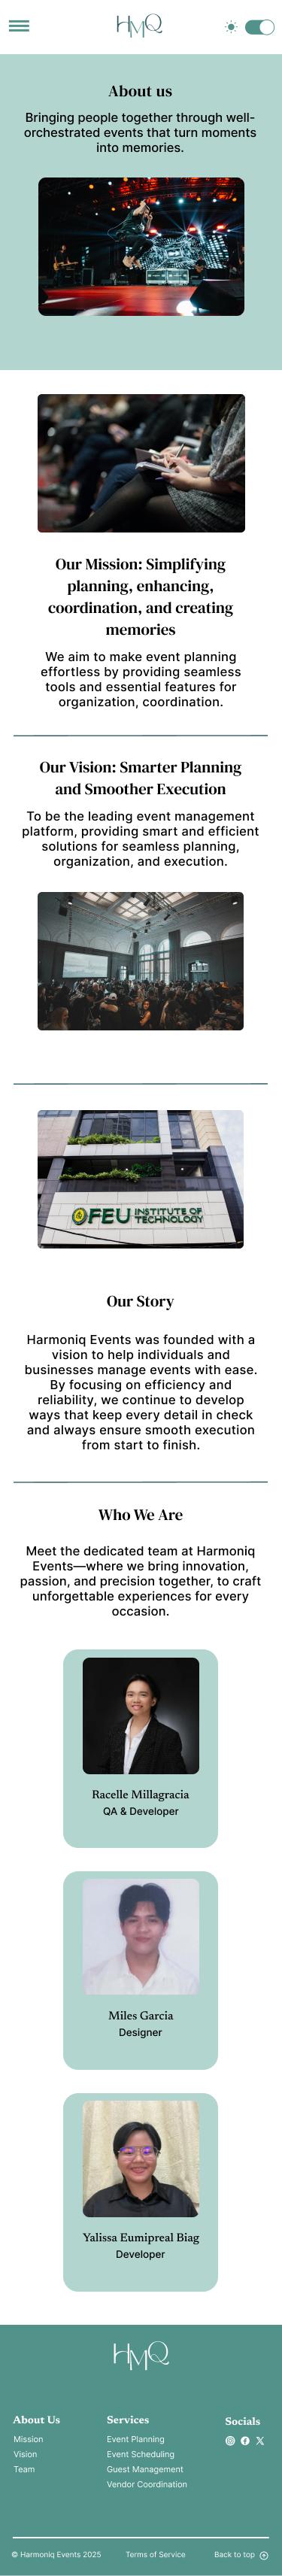 HMQ
About us
Bringing people together through well-
orchestrated events that turn moments
into memories.
Our Mission: Simplifying
planning, enhancing,
coordination, and creating
memories
We aim to make event planning
effortless by providing seamless
tools and essential features for
organization, coordination.
Our Vision: Smarter Planning
and Smoother Execution
To be the leading event management
platform, providing smart and efficient
solutions for seamless planning,
organization, and execution.
FEU INSTITUTE OF
TECHNOLOGY
Our Story
Harmoniq Events was founded with a
vision to help individuals and
businesses manage events with ease.
By focusing on efficiency and
reliability, we continue to develop
ways that keep every detail in check
and always ensure smooth execution
from start to finish.
Who We Are
Meet the dedicated team at Harmoniq
Events—where we bring innovation,
passion, and precision together, to craft
unforgettable experiences for every
occasion.
Racelle Millagracia
QA & Developer
Miles Garcia
Designer
Yalissa Eumipreal Biag
Developer
HMQ
About Us
Mission
Vision
Team
Services
Event Planning
Event Scheduling
Guest Management
Vendor Coordination
Socials
© Harmoniq Events 2025
Terms of Service
Back to top